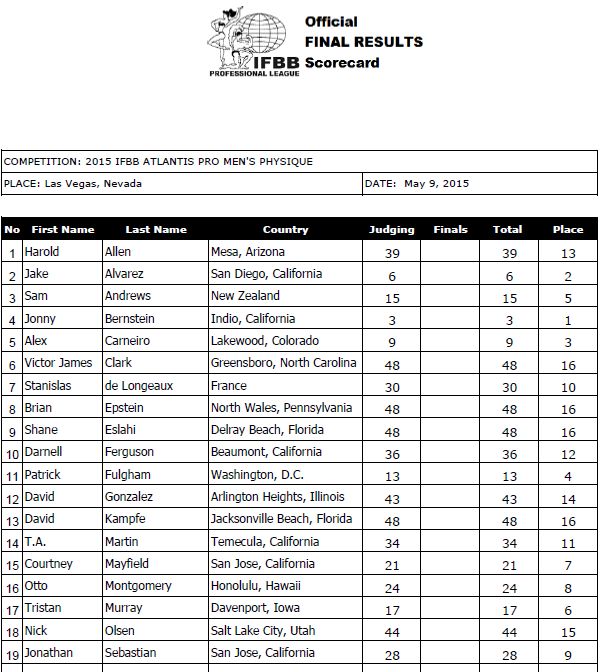 Official
FINAL RESULTS
Scorecard
IFBB
PROFESSIONAL LEAGUE
COMPETITION: 2015 IFBB ATLANTIS PRO MEN'S PHYSIQUE
PLACE: Las Vegas, Nevada DATE: May 9, 2015
No First Name Last Name Country Judging Finals Total Place
1 Harold Allen Mesa, Arizona 39 39 13
2 Jake Alvarez San Diego, California 6 6 2
3 Sam Andrews New Zealand 15 15 5
4 Jonny Bernstein Indio, California 3 3 1
5 Alex Carneiro Lakewood, Colorado 9 9 3
6 Victor James Clark Greensboro, North Carolina 48 48 16
7 Stanislas de Longeaux France 30 30 10
8 Brian Epstein North Wales, Pennsylvania 48 48 16
9 Shane Eslahi Delray Beach, Florida 48 48 16
10 Darnell Ferguson Beaumont, California 36 36 12
11 Patrick Fulgham Washington, D.C. 13 13 4
12 David Gonzalez Arlington Heights, Illinois 43 43 14
13 David Kampfe Jacksonville Beach, Florida 48 48 16
14 T.A. Martin Temecula, California 34 34 11
15 Courtney Mayfield San Jose, California 21 21 7
16 Otto Montgomery Honolulu, Hawaii 24 24 8
17 Tristan Murray Davenport, Iowa 17 17 6
18 Nick Olsen Salt Lake City, Utah 44 44 15
19 Jonathan Sebastian San Jose, California 28 28 9